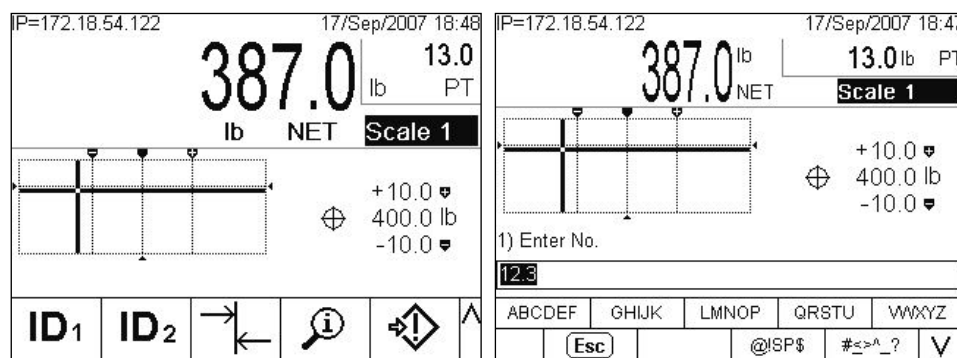 IP=172.18.54.122 17/Sep/2007 18:48
387.0 13.0
lb PT
lb NET Scale 1
+10.0
400.0 lb
-10.0
ID1 ID2
IP=172.18.54.122 17/Sep/2007 18:47
387.0 lb 13.0 lb PT
NET Scale 1
+10.0
400.0 lb
-10.0
1) Enter No.
12.3
ABCDEF GHIJK LMNOP QRSTU VWXYZ
Esc @!SP$ #<>^_?